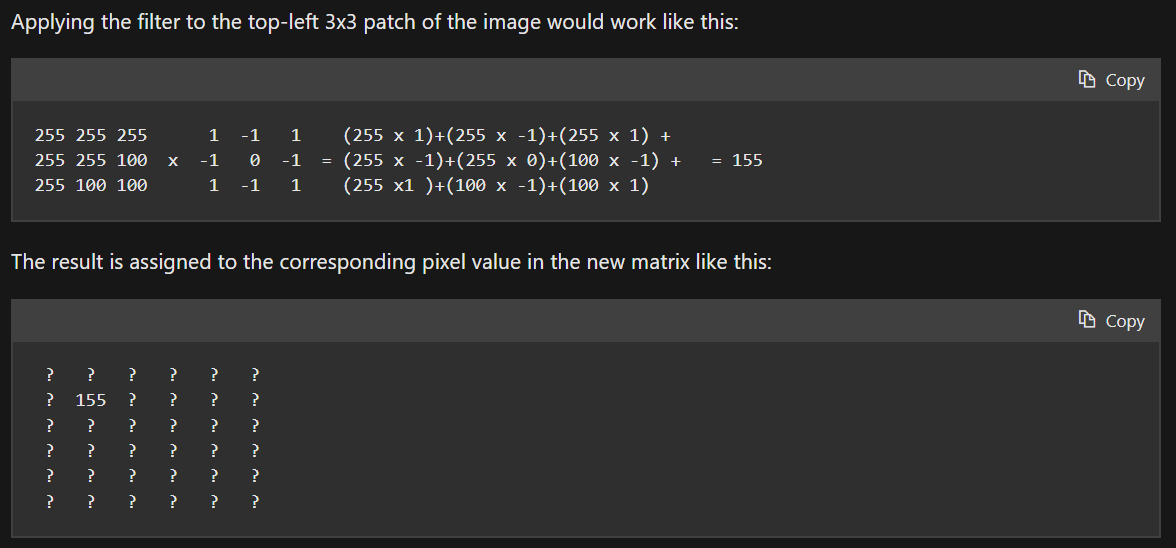 Applying the filter to the top-left 3x3 patch of the image would work like this:
Copy
255 255 255      1  -1   1    (255 x 1)+(255 x -1)+(255 x 1) +
255 255 100  x  -1   0  -1  = (255 x -1)+(255 x 0)+(100 x -1) +   = 155
255 100 100      1  -1   1    (255 x1 )+(100 x -1)+(100 x 1)
The result is assigned to the corresponding pixel value in the new matrix like this:
Copy
?   ?   ?   ?   ?   ?
?  155  ?   ?   ?   ?
?   ?   ?   ?   ?   ?
?   ?   ?   ?   ?   ?
?   ?   ?   ?   ?   ?
?   ?   ?   ?   ?   ?